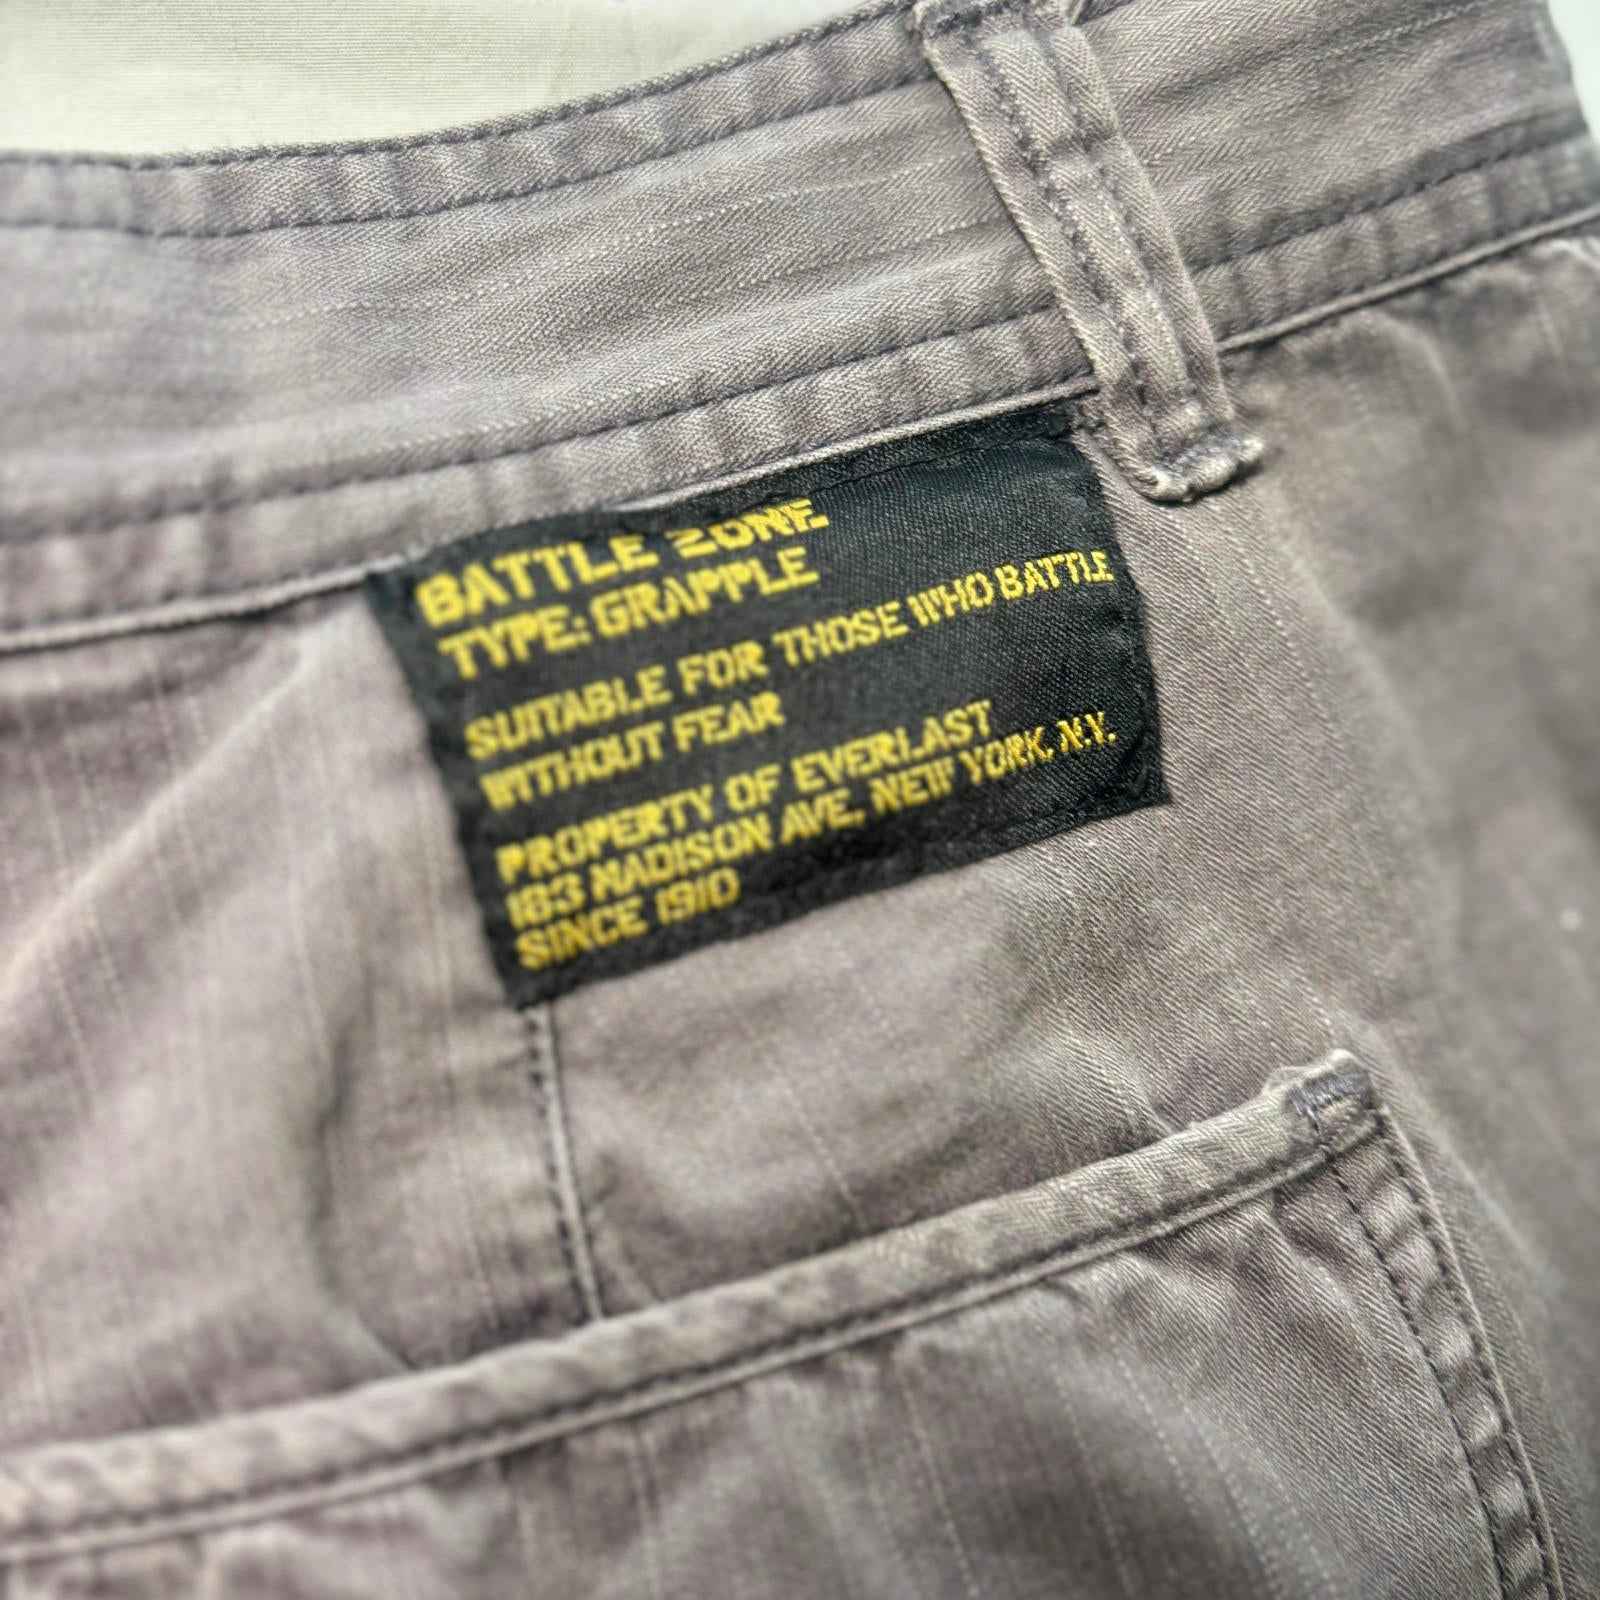 BATTLE ZONE
TYPE: GRAPPLE
SUITABLE FOR THOSE WHO BATTLE
WITHOUT FEAR
PROPERTY OF EVERLAST
183 MADISON AVE, NEW YORK, N.Y.
SINCE 1910